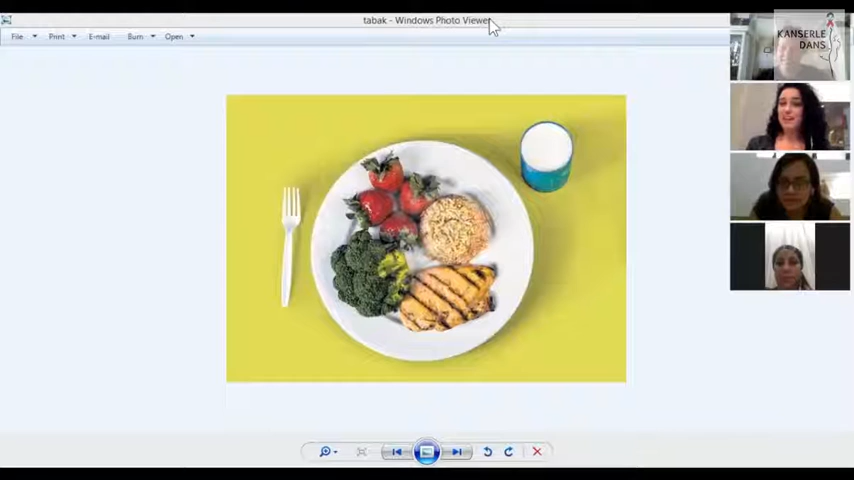 tabak - Windows Photo Viewer
File Print E-mail Burn Open
KANSERLE
DANS